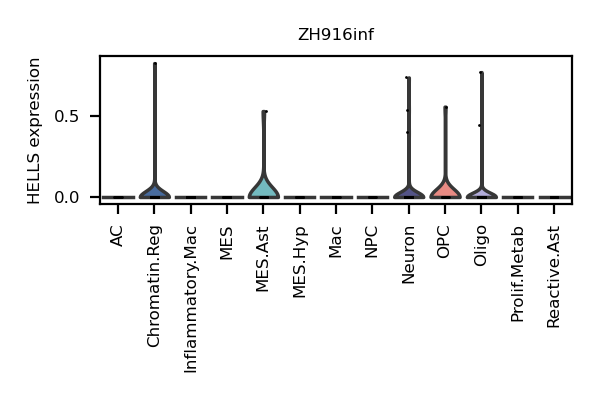 ZH916inf
HELLS expression
0.5
0.0
AC
Chromatin.Reg
Inflammatory.Mac
MES
MES.Ast
MES.Hyp
Mac
NPC
Neuron
OPC
Oligo
Prolif.Metab
Reactive.Ast